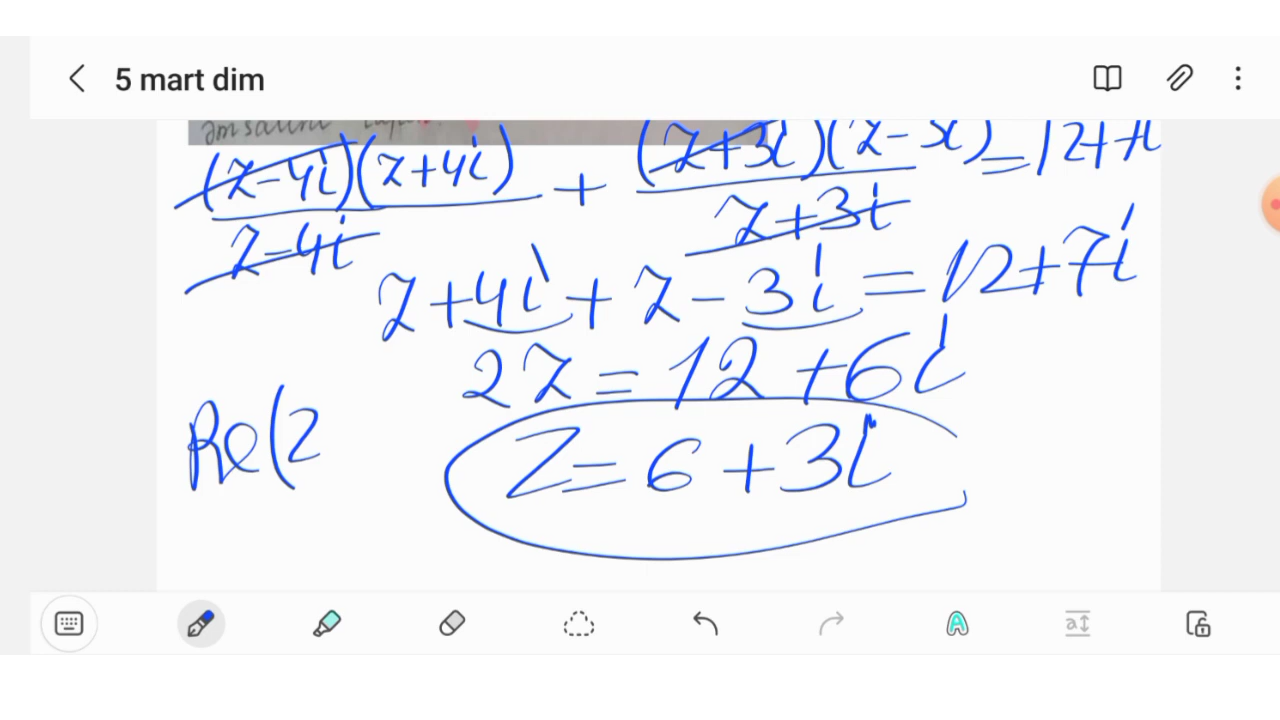 5 mart dim
əmsalını
(z-4i)(z+4i) + (z+3i)(z-3i) = 12+7i
z-4i z+3i
z+4i+z-3i=12+7i
2z=12+6i
Re(z z=6+3i
A
a